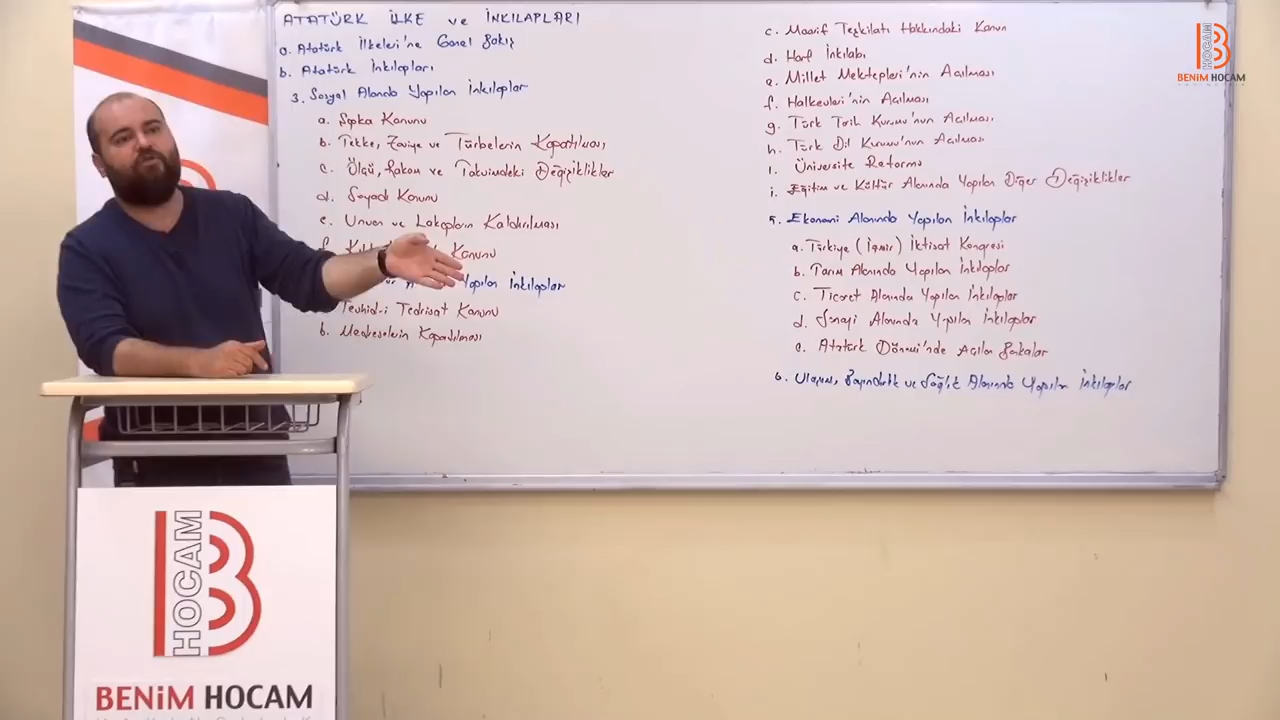 ATATÜRK İLKE ve İNKILAPLARI
a. Atatürk İlkeleri'ne Genel Bakış
b. Atatürk İnkılapları
3. Sosyal Alanda Yapılan İnkılaplar
a. Şapka Kanunu
b. Tekke, Zaviye ve Türbelerin Kapatılması
c. Ölçü, Rakam ve Takvimdeki Değişiklikler
d. Soyadı Kanunu
e. Unvan ve Lakapların Kaldırılması
f. Kanunu
Yapılan İnkılaplar
Tevhid-i Tedrisat Kanunu
b. Medreselerin Kapatılması
c. Maarif Teşkilatı Hakkındaki Kanun
d. Harf İnkılabı
e. Millet Mektepleri'nin Açılması
f. Halkevleri'nin Açılması
g. Türk Tarih Kurumu'nun Açılması
h. Türk Dil Kurumu'nun Açılması
ı. Üniversite Reformu
i. Eğitim ve Kültür Alanında Yapılan Diğer Değişiklikler
5. Ekonomi Alanında Yapılan İnkılaplar
a. Türkiye (İzmir) İktisat Kongresi
b. Tarım Alanında Yapılan İnkılaplar
c. Ticaret Alanında Yapılan İnkılaplar
d. Sanayi Alanında Yapılan İnkılaplar
e. Atatürk Dönemi'nde Açılan Bankalar
6. Ulaşım, Bayındırlık ve Sağlık Alanında Yapılan İnkılaplar
B HOCAM
BENiM HOCAM
B HOCAM
BENiM HOCAM